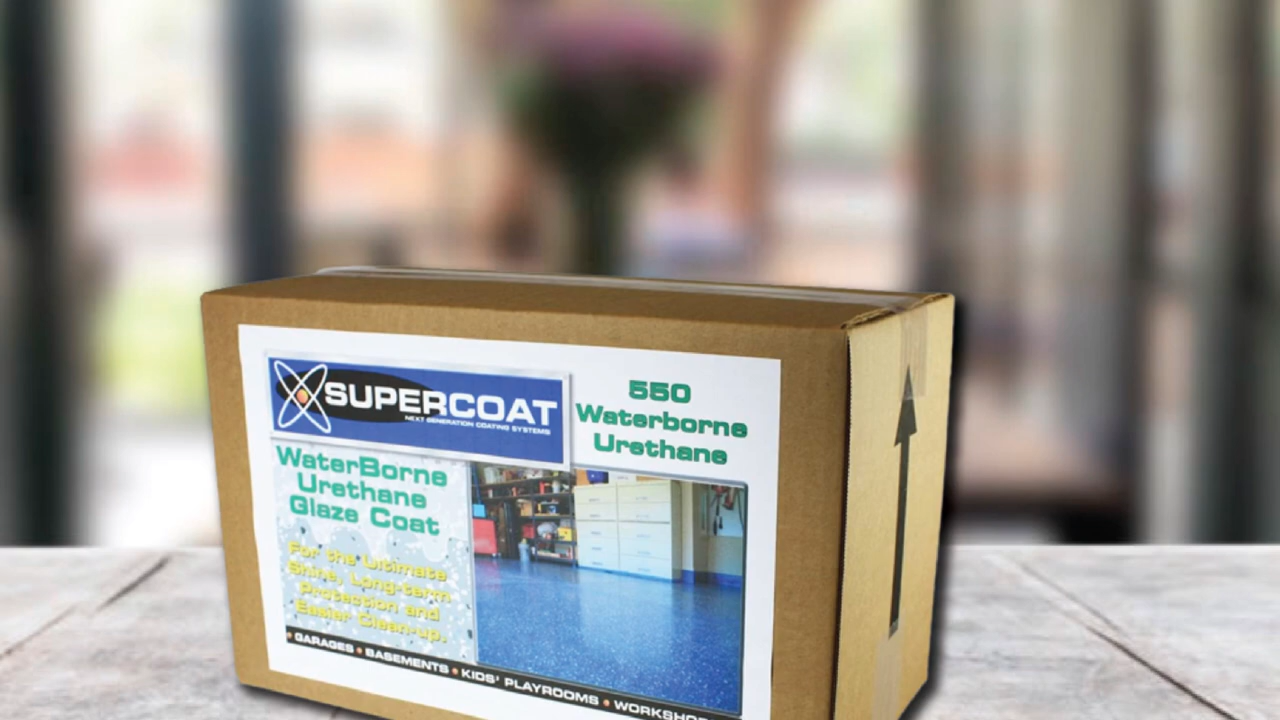 SUPERCOAT
NEXT GENERATION COATING SYSTEMS
550
Waterborne
Urethane
WaterBorne
Urethane
Glaze Coat
For the Ultimate
Shine, Long-term
Protection and
Easier Clean-up.
• GARAGES • BASEMENTS • KIDS' PLAYROOMS •